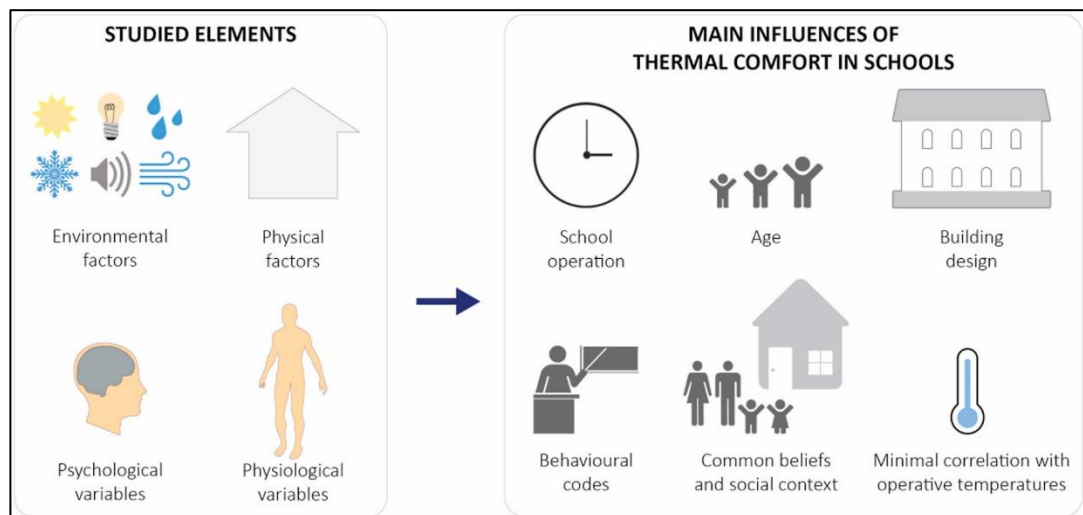 STUDIED ELEMENTS
Environmental
factors
Physical
factors
Psychological
variables
Physiological
variables
MAIN INFLUENCES OF
THERMAL COMFORT IN SCHOOLS
School
operation
Age
Building
design
Behavioural
codes
Common beliefs
and social context
Minimal correlation with
operative temperatures